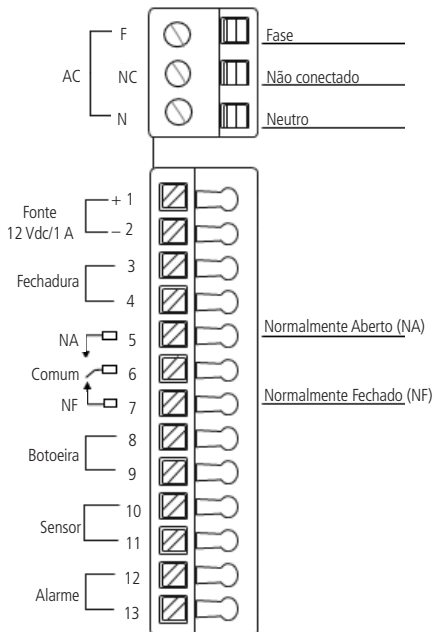 AC
F
Fase
NC
Não conectado
N
Neutro
Fonte
12 Vdc/1 A
+ 1
– 2
Fechadura
3
4
NA
5
Normalmente Aberto (NA)
Comum
6
NF
7
Normalmente Fechado (NF)
Botoeira
8
9
Sensor
10
11
Alarme
12
13